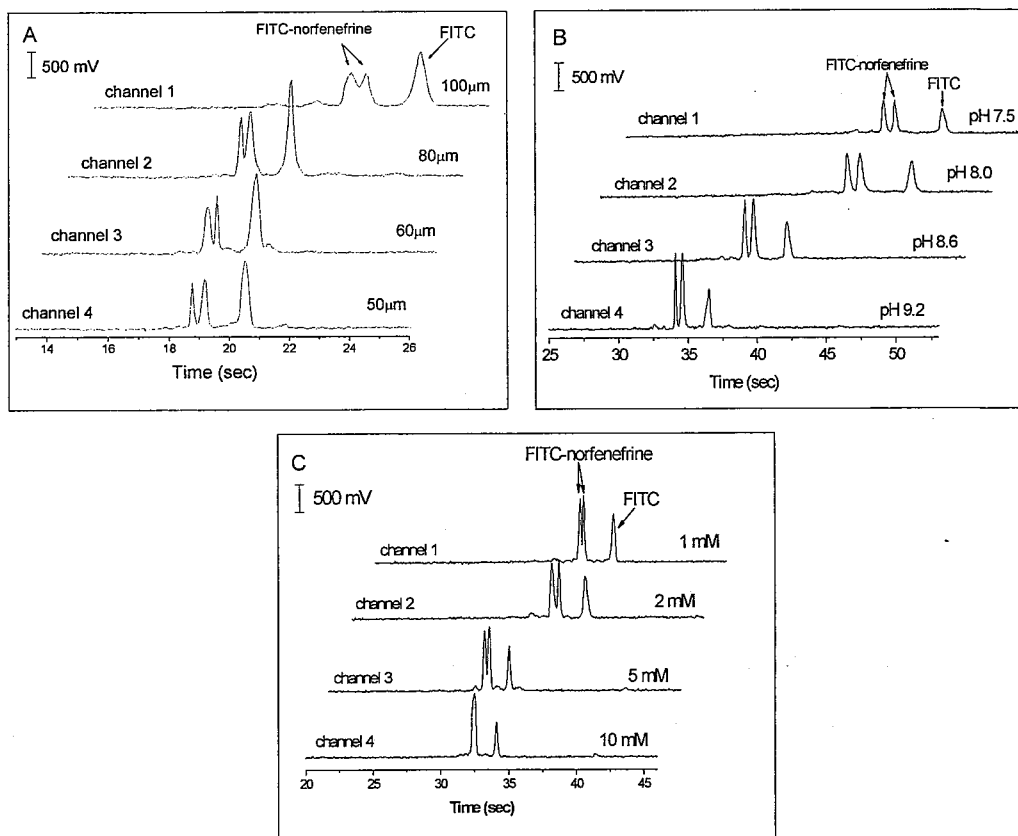 A
500 mV
FITC-norfenefrine
FITC
channel 1
100μm
channel 2
80μm
channel 3
60μm
channel 4
50μm
14 16 18 20 22 24 26
Time (sec)
B
500 mV
FITC-norfenefrine
FITC
channel 1
pH 7.5
channel 2
pH 8.0
channel 3
pH 8.6
channel 4
pH 9.2
25 30 35 40 45 50
Time (sec)
C
500 mV
FITC-norfenefrine
FITC
channel 1
1 mM
channel 2
2 mM
channel 3
5 mM
channel 4
10 mM
20 25 30 35 40 45
Time (sec)